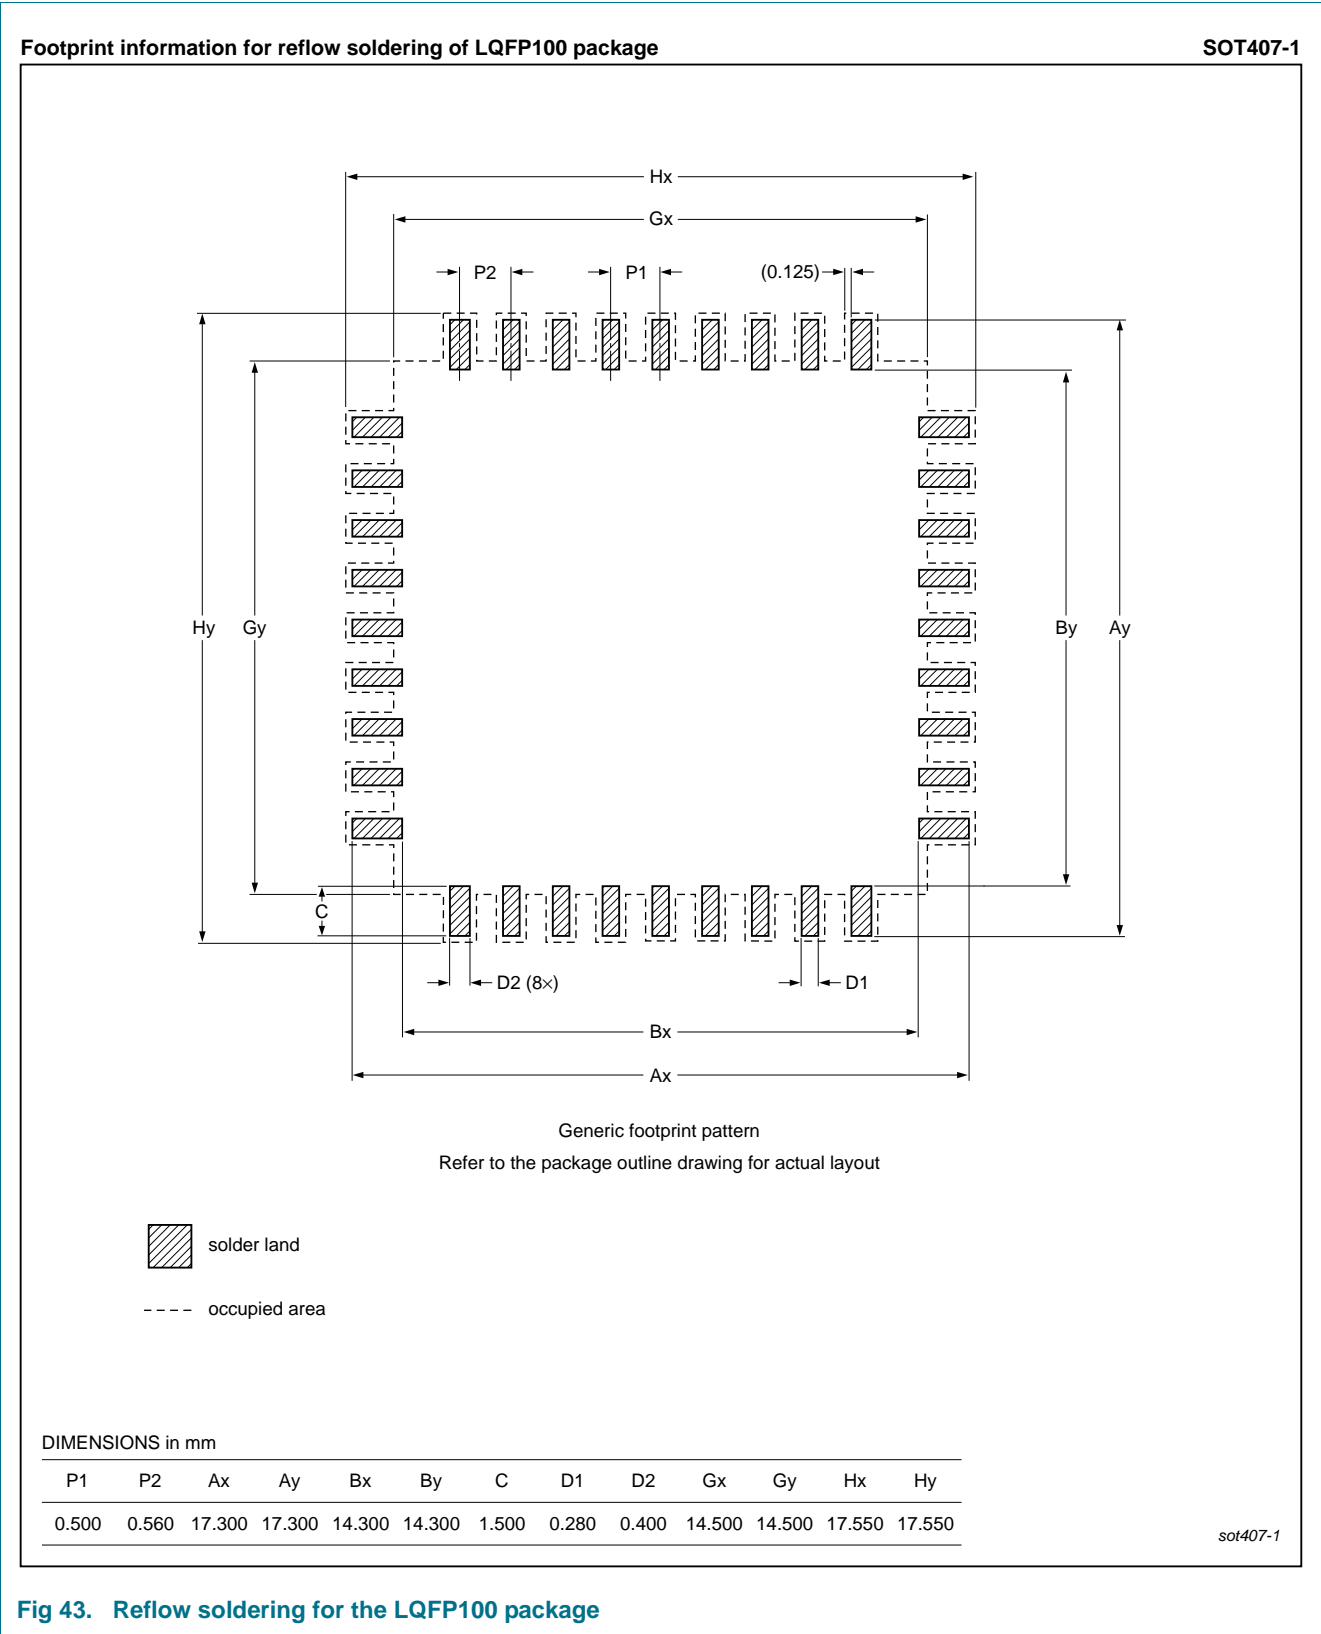 Footprint information for reflow soldering of LQFP100 package SOT407-1
Hx
Gx
P2 P1 (0.125)
Hy Gy By Ay
C
D2 (8×) D1
Bx
Ax
Generic footprint pattern
Refer to the package outline drawing for actual layout
solder land
occupied area
DIMENSIONS in mm
P1 P2 Ax Ay Bx By C D1 D2 Gx Gy Hx Hy
0.500 0.560 17.300 17.300 14.300 14.300 1.500 0.280 0.400 14.500 14.500 17.550 17.550
sot407-1
Fig 43. Reflow soldering for the LQFP100 package